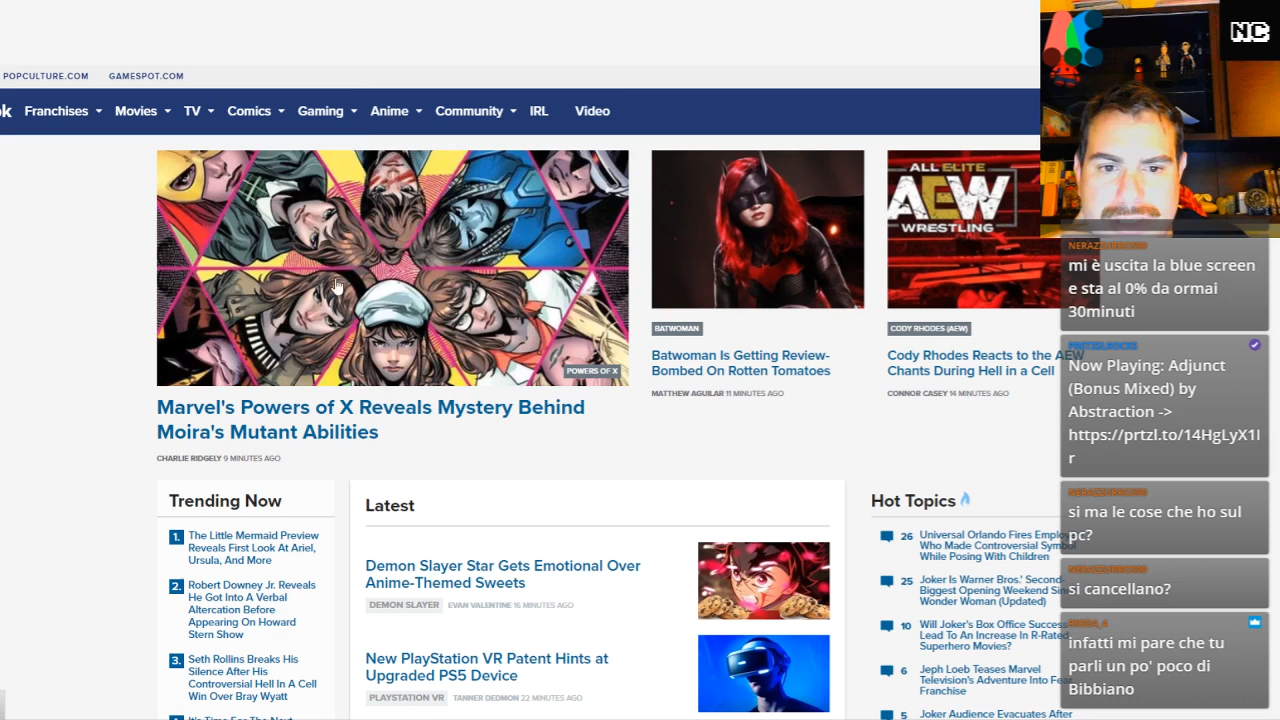 POPCULTURE.COM GAMESPOT.COM
ok Franchises Movies TV Comics Gaming Anime Community IRL Video
NC
POWERS OF X
Marvel's Powers of X Reveals Mystery Behind
Moira's Mutant Abilities
CHARLIE RIDGELY 9 MINUTES AGO
BATWOMAN
Batwoman Is Getting Review-
Bombed On Rotten Tomatoes
MATTHEW AGUILAR 11 MINUTES AGO
ALL ELITE
AEW
WRESTLING
CODY RHODES (AEW)
Cody Rhodes Reacts to the AEW
Chants During Hell in a Cell
CONNOR CASEY 14 MINUTES AGO
Trending Now
1. The Little Mermaid Preview
Reveals First Look At Ariel,
Ursula, And More
2. Robert Downey Jr. Reveals
He Got Into A Verbal
Altercation Before
Appearing On Howard
Stern Show
3. Seth Rollins Breaks His
Silence After His
Controversial Hell In A Cell
Win Over Bray Wyatt
It's Time For The Next
Latest
Demon Slayer Star Gets Emotional Over
Anime-Themed Sweets
DEMON SLAYER EVAN VALENTINE 16 MINUTES AGO
New PlayStation VR Patent Hints at
Upgraded PS5 Device
PLAYSTATION VR TANNER DEDMON 22 MINUTES AGO
Hot Topics
26 Universal Orlando Fires Emplo
Who Made Controversial Symbo
While Posing With Children
25 Joker Is Warner Bros.' Second-
Biggest Opening Weekend Sin
Wonder Woman (Updated)
10 Will Joker's Box Office Success
Lead To An Increase In R-Rated
Superhero Movies?
6 Jeph Loeb Teases Marvel
Television's Adventure Into Fear
Franchise
5 Joker Audience Evacuates After
mi è uscita la blue screen
e sta al 0% da ormai
30minuti
Now Playing: Adjunct
(Bonus Mixed) by
Abstraction ->
https://prtzl.to/14HgLyX1l
r
si ma le cose che ho sul
pc?
si cancellano?
infatti mi pare che tu
parli un po' poco di
Bibbiano